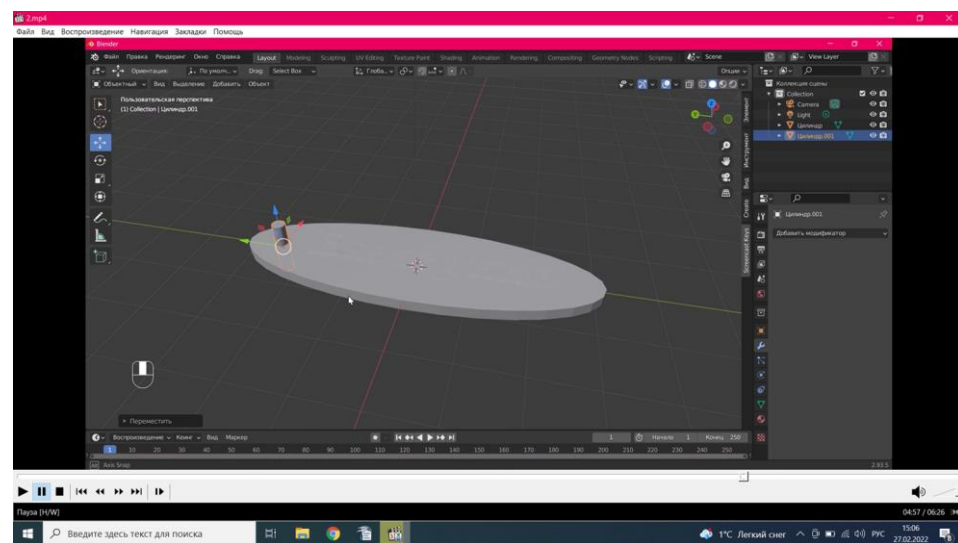 2.mp4
Файл Вид Воспроизведение Навигация Закладки Помощь
Blender
Файл Правка Рендеринг Окно Справка Layout Modeling Sculpting UV Editing Texture Paint Shading Animation Rendering Compositing Geometry Nodes Scripting Scene View Layer
Ориентация: По умолч... Drag: Select Box Глоба... Опции
Объектный Вид Выделение Добавить Объект
Коллекция сцены
Пользовательская перспектива
(1) Collection | Цилиндр.001
Collection
Camera
Light
Цилиндр
Цилиндр.001
Элемент
Инструмент
Вид
Create
Screencast Keys
Цилиндр.001
Добавить модификатор
Переместить
Воспроизведение Кеинг Вид Маркер 1 Начало 1 Конец 250
1 10 20 30 40 50 60 70 80 90 100 110 120 130 140 150 160 170 180 190 200 210 220 230 240 250
Axis Snap 2.93.5
Пауза [H/W] 04:57 / 06:26
Введите здесь текст для поиска 1°C Легкий снег РУС 15:06
27.02.2022